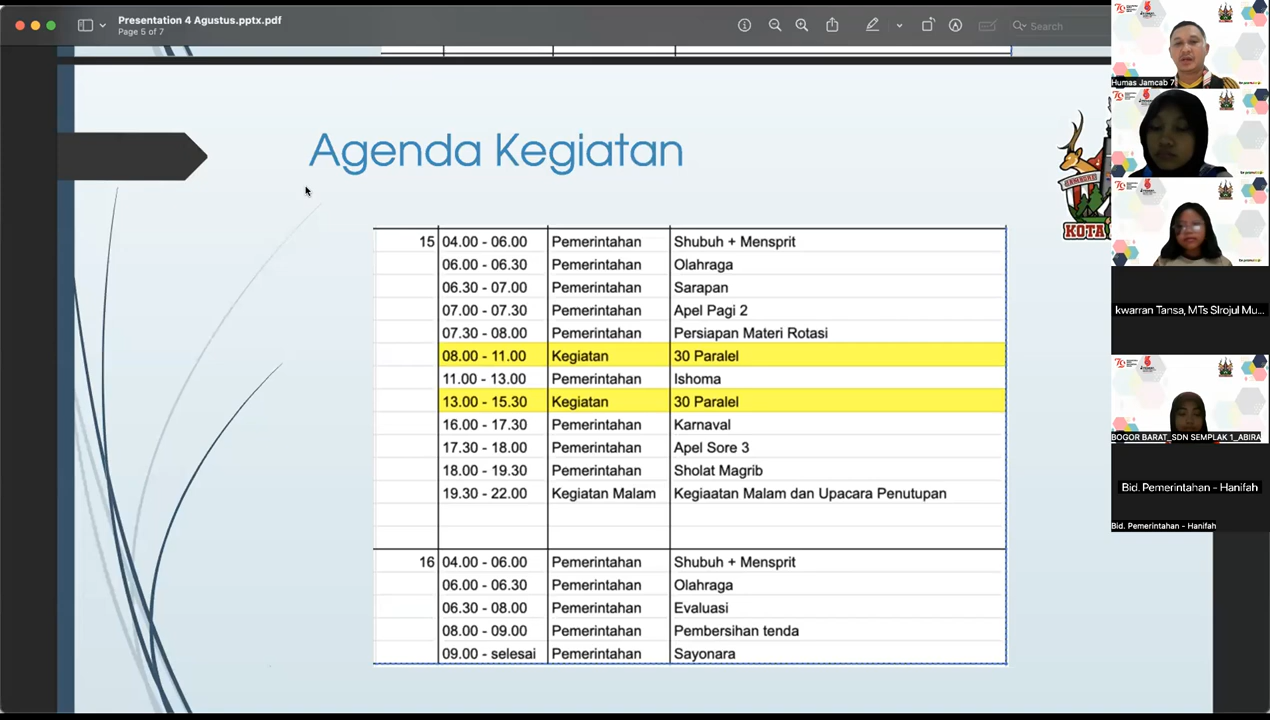 Presentation 4 Agustus.pptx.pdf
Page 5 of 7
Search
Agenda Kegiatan
15 04.00 - 06.00 Pemerintahan Shubuh + Mensprit
06.00 - 06.30 Pemerintahan Olahraga
06.30 - 07.00 Pemerintahan Sarapan
07.00 - 07.30 Pemerintahan Apel Pagi 2
07.30 - 08.00 Pemerintahan Persiapan Materi Rotasi
08.00 - 11.00 Kegiatan 30 Paralel
11.00 - 13.00 Pemerintahan Ishoma
13.00 - 15.30 Kegiatan 30 Paralel
16.00 - 17.30 Pemerintahan Karnaval
17.30 - 18.00 Pemerintahan Apel Sore 3
18.00 - 19.30 Pemerintahan Sholat Magrib
19.30 - 22.00 Kegiatan Malam Kegiaatan Malam dan Upacara Penutupan
16 04.00 - 06.00 Pemerintahan Shubuh + Mensprit
06.00 - 06.30 Pemerintahan Olahraga
06.30 - 08.00 Pemerintahan Evaluasi
08.00 - 09.00 Pemerintahan Pembersihan tenda
09.00 - selesai Pemerintahan Sayonara
KOTA
Humas Jamcab 7
kwarran Tansa, MTs SIrojul Mu...
BOGOR BARAT_SDN SEMPLAK 1_ABIRA
Bid. Pemerintahan - Hanifah
Bid. Pemerintahan - Hanifah